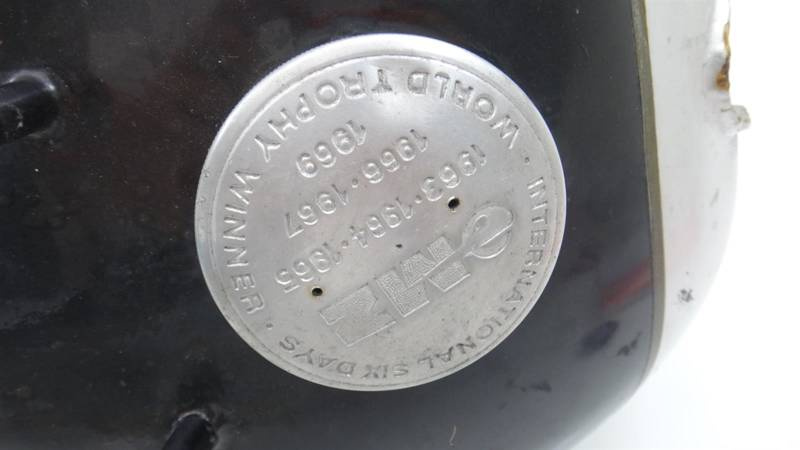 INTERNATIONAL SIX DAYS
MZ
1963·1964·1965
1966·1967
1969
· WORLD TROPHY WINNER ·